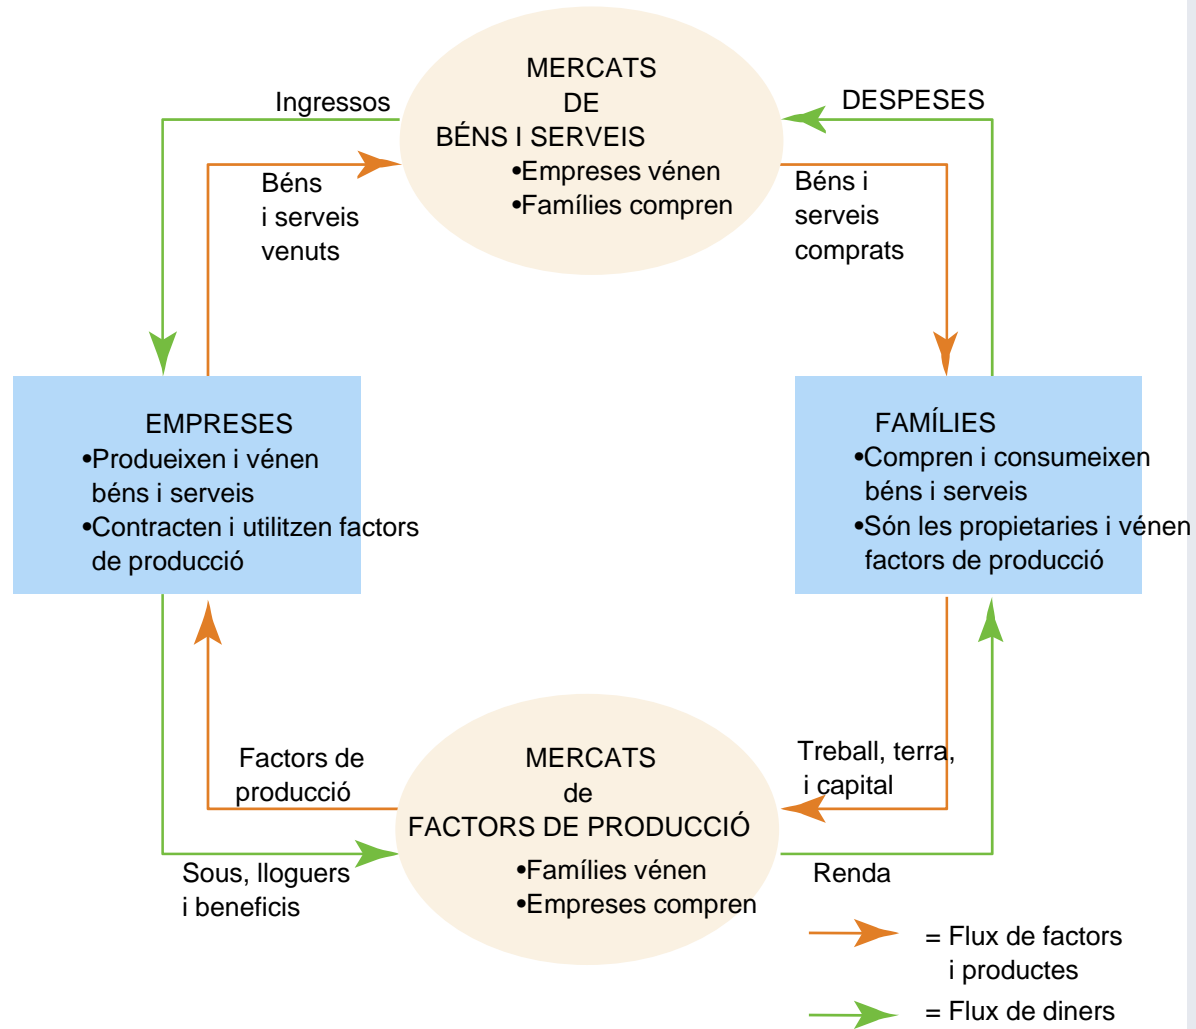 MERCATS
DE
BÉNS I SERVEIS
•Empreses vénen
•Famílies compren
Ingressos
DESPESES
Béns
i serveis
venuts
Béns i
serveis
comprats
EMPRESES
•Produeixen i vénen
béns i serveis
•Contracten i utilitzen factors
de producció
FAMÍLIES
•Compren i consumeixen
béns i serveis
•Són les propietaries i vénen
factors de producció
Factors de
producció
Treball, terra,
i capital
MERCATS
de
FACTORS DE PRODUCCIÓ
•Famílies vénen
•Empreses compren
Sous, lloguers
i beneficis
Renda
= Flux de factors
i productes
= Flux de diners